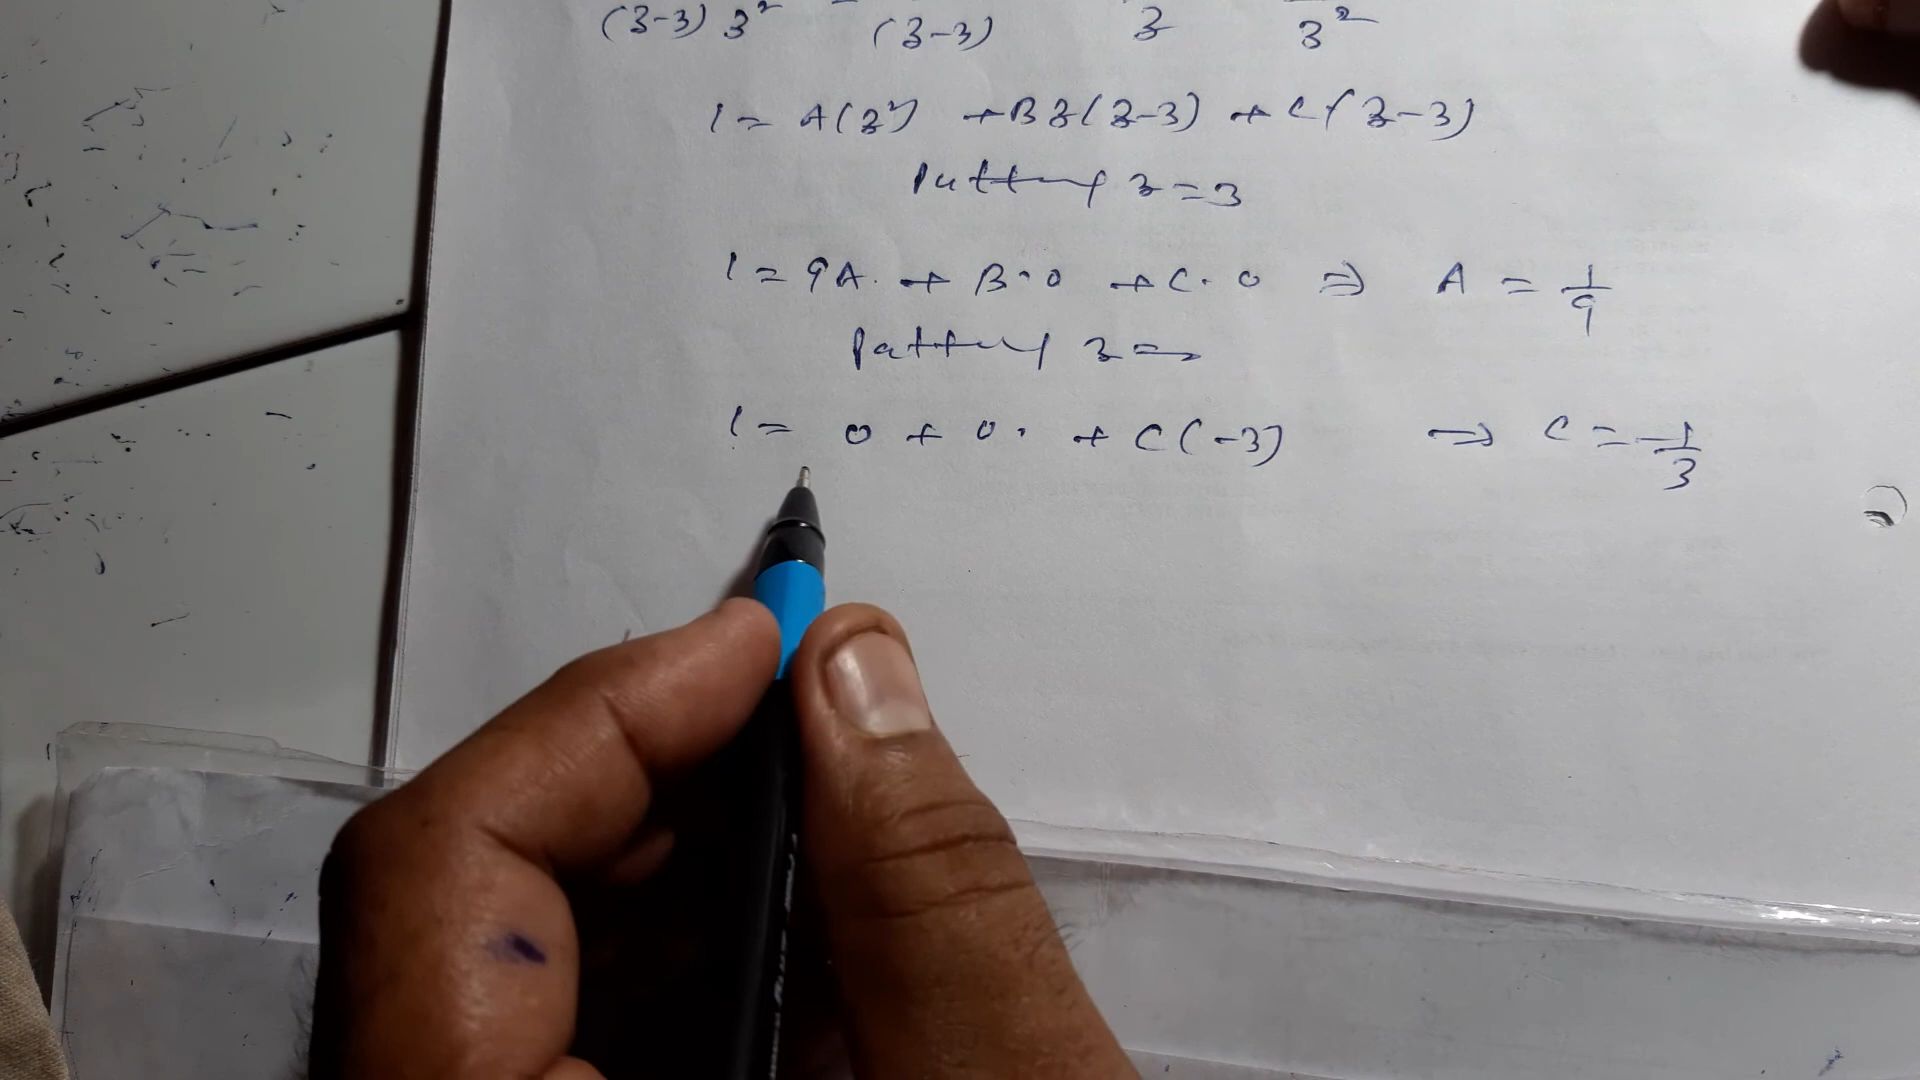 (z-3) z² (z-3) z z²
1 = A(z²) + Bz(z-3) + C(z-3)
putting z = 3
1 = 9A. + B·0 + C·0 ⇒ A = 1/9
putting z =
1 = 0 + 0· + C(-3) ⇒ C = -1/3